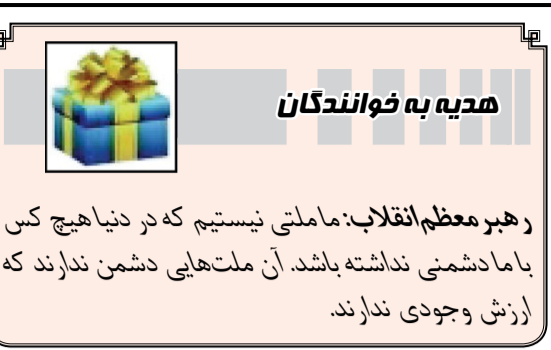 هدیه به خوانندگان
رهبر معظم انقلاب: ما ملتی نیستیم که در دنیا هیچ کس
با ما دشمنی نداشته باشد. آن ملت‌هایی دشمن ندارند که
ارزش وجودی ندارند.